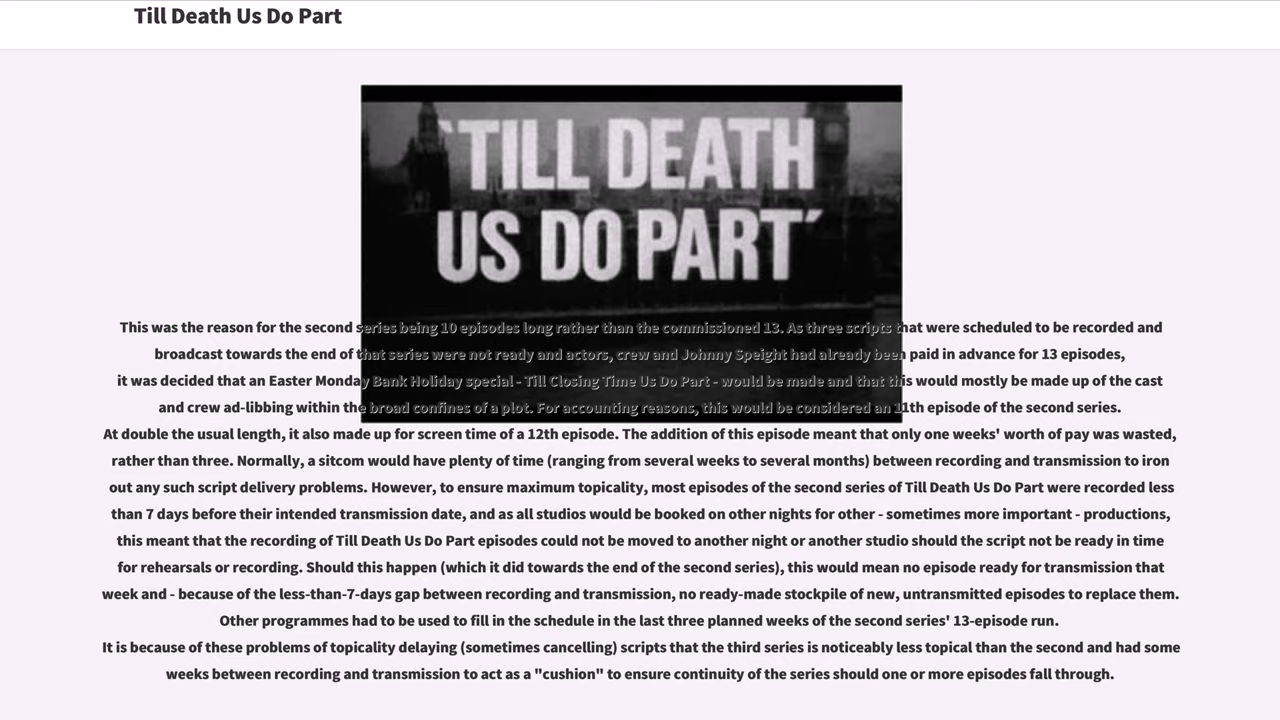 Till Death Us Do Part
'TILL DEATH
US DO PART'
This was the reason for the second series being 10 episodes long rather than the commissioned 13. As three scripts that were scheduled to be recorded and
broadcast towards the end of that series were not ready and actors, crew and Johnny Speight had already been paid in advance for 13 episodes,
it was decided that an Easter Monday Bank Holiday special - Till Closing Time Us Do Part - would be made and that this would mostly be made up of the cast
and crew ad-libbing within the broad confines of a plot. For accounting reasons, this would be considered an 11th episode of the second series.
At double the usual length, it also made up for screen time of a 12th episode. The addition of this episode meant that only one weeks' worth of pay was wasted,
rather than three. Normally, a sitcom would have plenty of time (ranging from several weeks to several months) between recording and transmission to iron
out any such script delivery problems. However, to ensure maximum topicality, most episodes of the second series of Till Death Us Do Part were recorded less
than 7 days before their intended transmission date, and as all studios would be booked on other nights for other - sometimes more important - productions,
this meant that the recording of Till Death Us Do Part episodes could not be moved to another night or another studio should the script not be ready in time
for rehearsals or recording. Should this happen (which it did towards the end of the second series), this would mean no episode ready for transmission that
week and - because of the less-than-7-days gap between recording and transmission, no ready-made stockpile of new, untransmitted episodes to replace them.
Other programmes had to be used to fill in the schedule in the last three planned weeks of the second series' 13-episode run.
It is because of these problems of topicality delaying (sometimes cancelling) scripts that the third series is noticeably less topical than the second and had some
weeks between recording and transmission to act as a "cushion" to ensure continuity of the series should one or more episodes fall through.